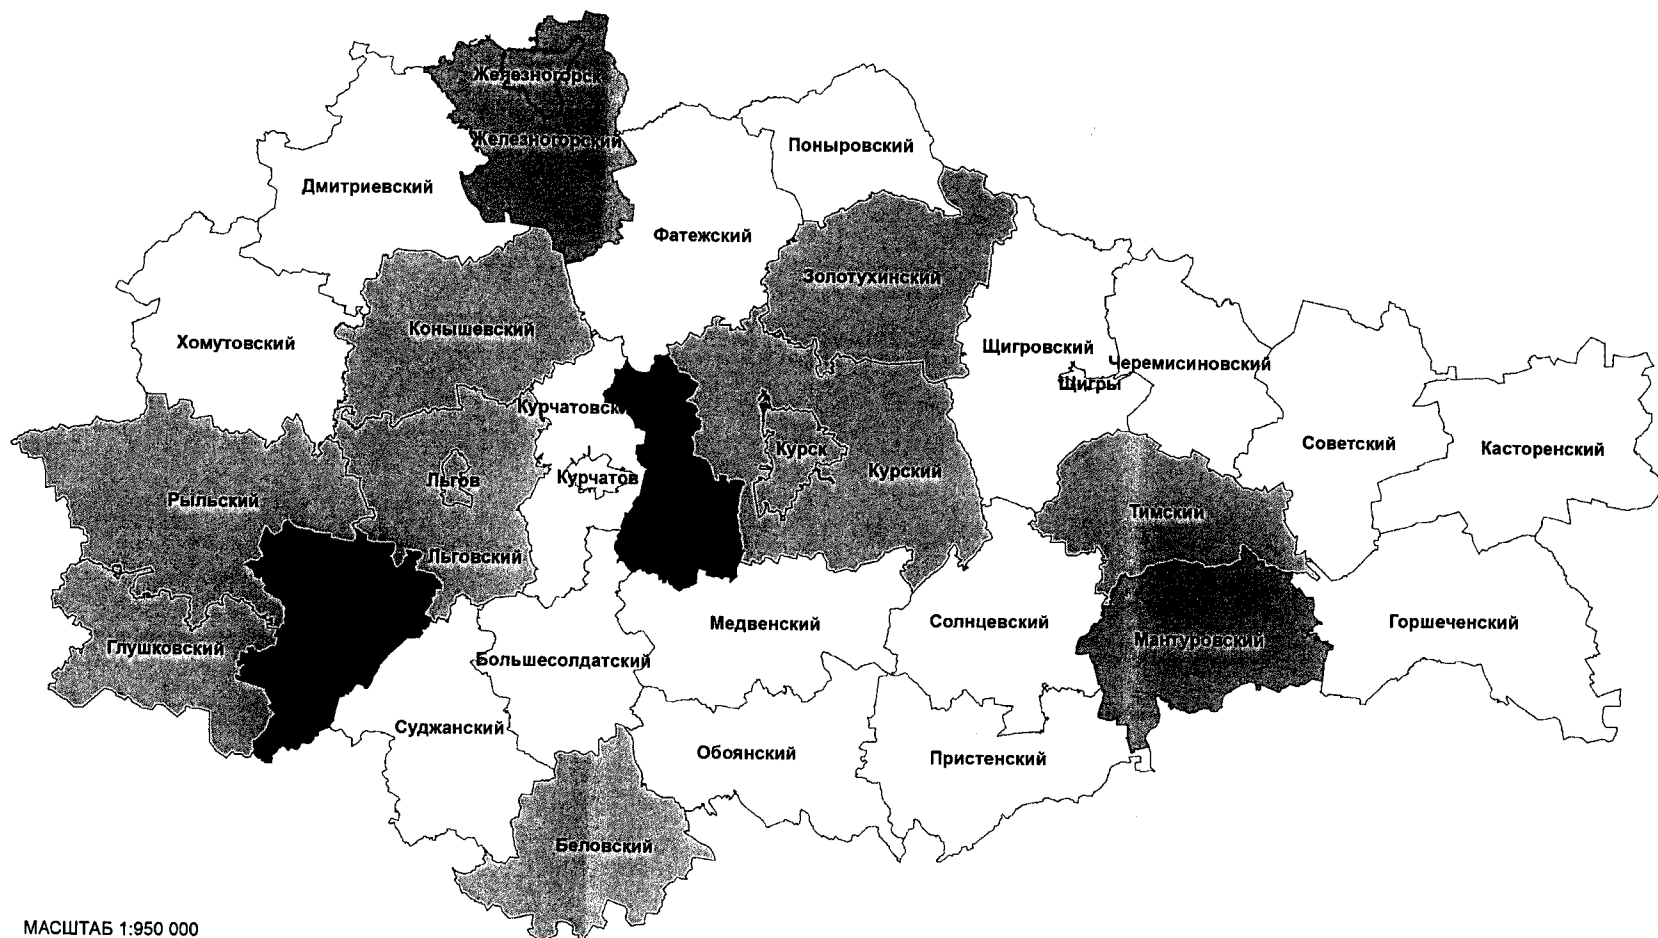 Железногорск
Железногорский
Поныровский
Дмитриевский
Фатежский
Золотухинский
Конышевский
Хомутовский
Щигровский
Черемисиновский
Щигры
Курчатовский
Советский
Касторенский
Курск
Курский
Льгов
Курчатов
Рыльский
Тимский
Льговский
Медвенский
Солнцевский
Горшеченский
Мантуровский
Глушковский
Большесолдатский
Суджанский
Обоянский
Пристенский
Беловский
МАСШТАБ 1:950 000